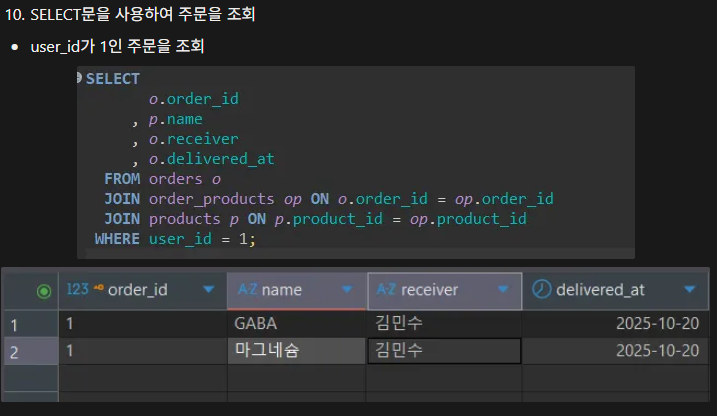 10. SELECT문을 사용하여 주문을 조회
• user_id가 1인 주문을 조회
SELECT
o.order_id
, p.name
, o.receiver
, o.delivered_at
FROM orders o
JOIN order_products op ON o.order_id = op.order_id
JOIN products p ON p.product_id = op.product_id
WHERE user_id = 1;
123 order_id A-Z name A-Z receiver delivered_at
1 1 GABA 김민수 2025-10-20
2 1 마그네슘 김민수 2025-10-20